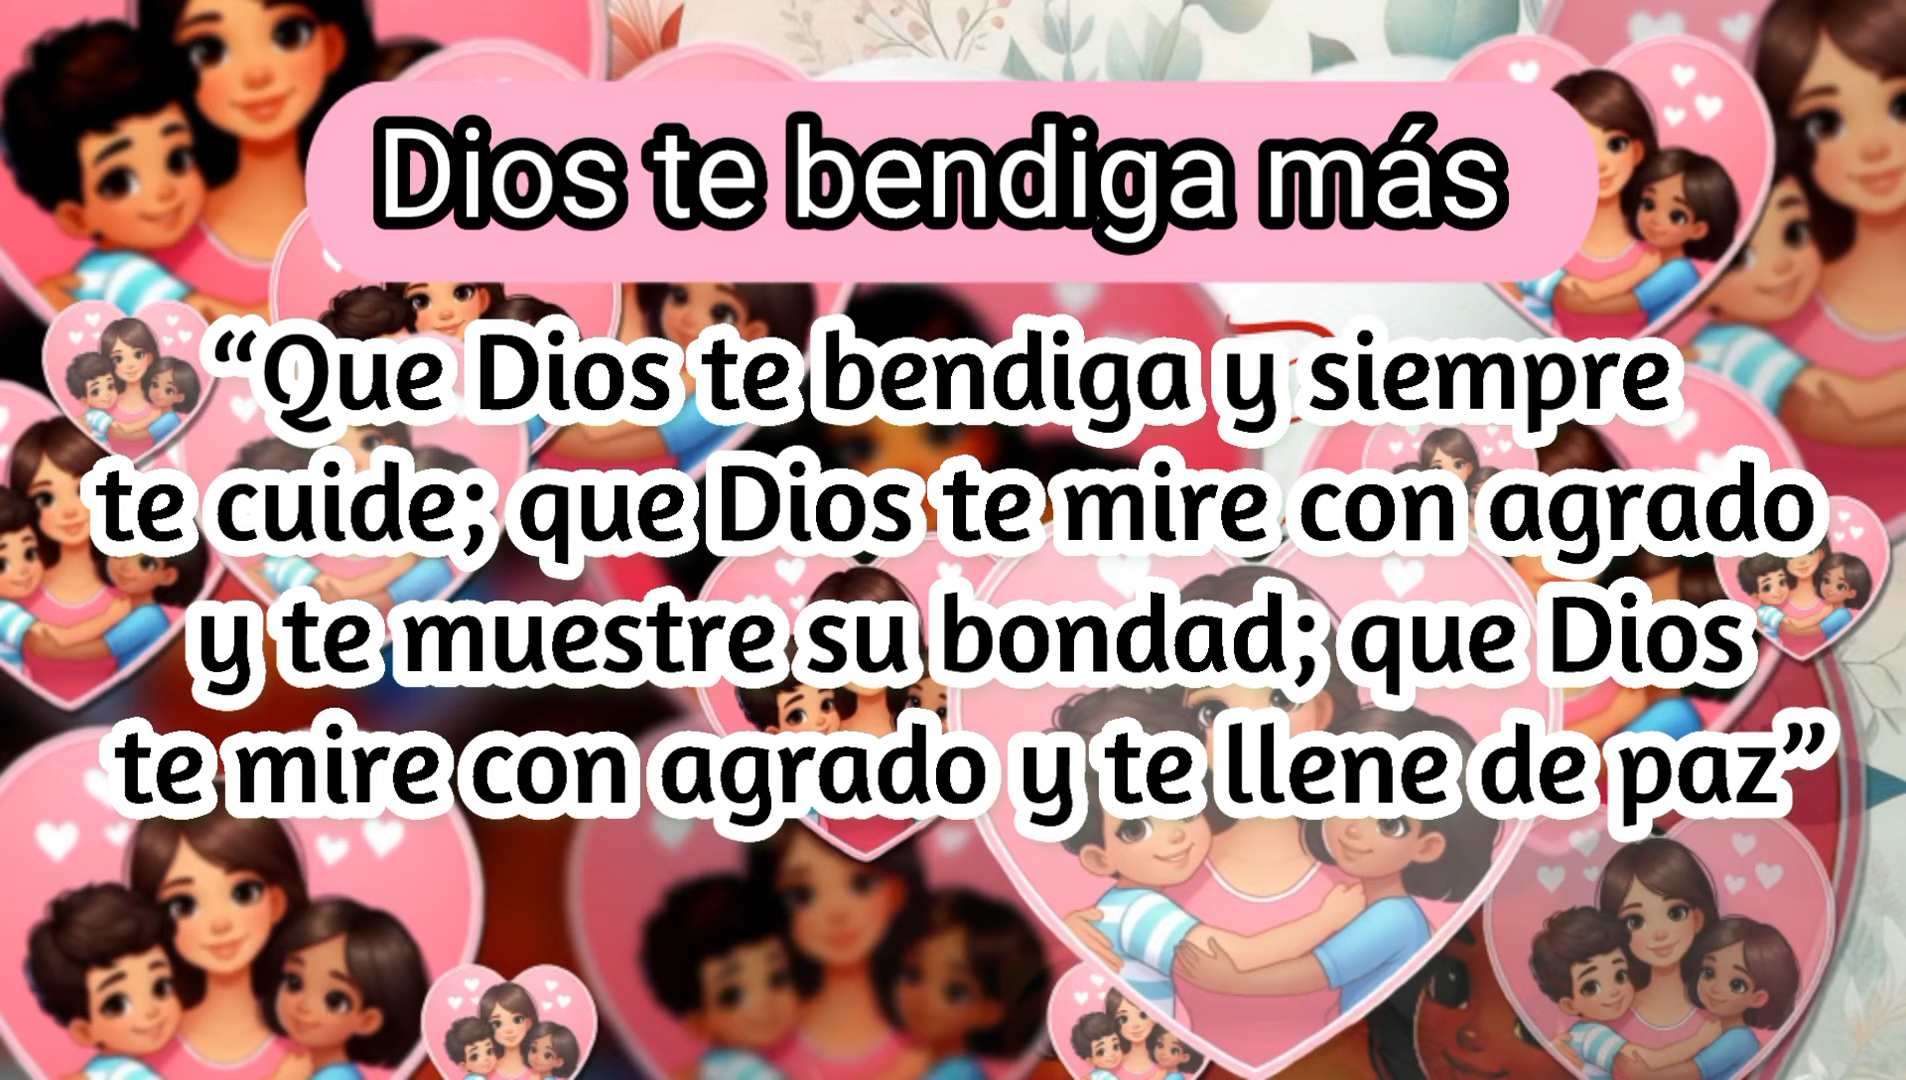 Dios te bendiga más
“Que Dios te bendiga y siempre
te cuide; que Dios te mire con agrado
y te muestre su bondad; que Dios
te mire con agrado y te llene de paz”